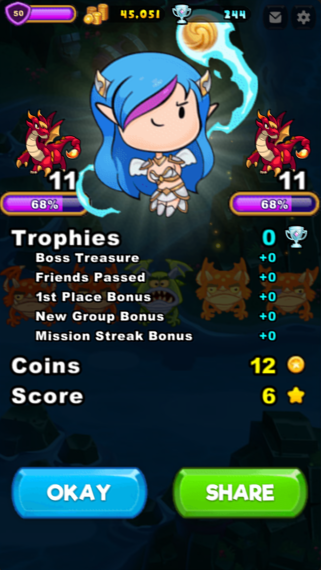 50 45.051 244
11 11
68% 68%
Trophies 0
Boss Treasure +0
Friends Passed +0
1st Place Bonus +0
New Group Bonus +0
Mission Streak Bonus +0
Coins 12
Score 6
OKAY SHARE